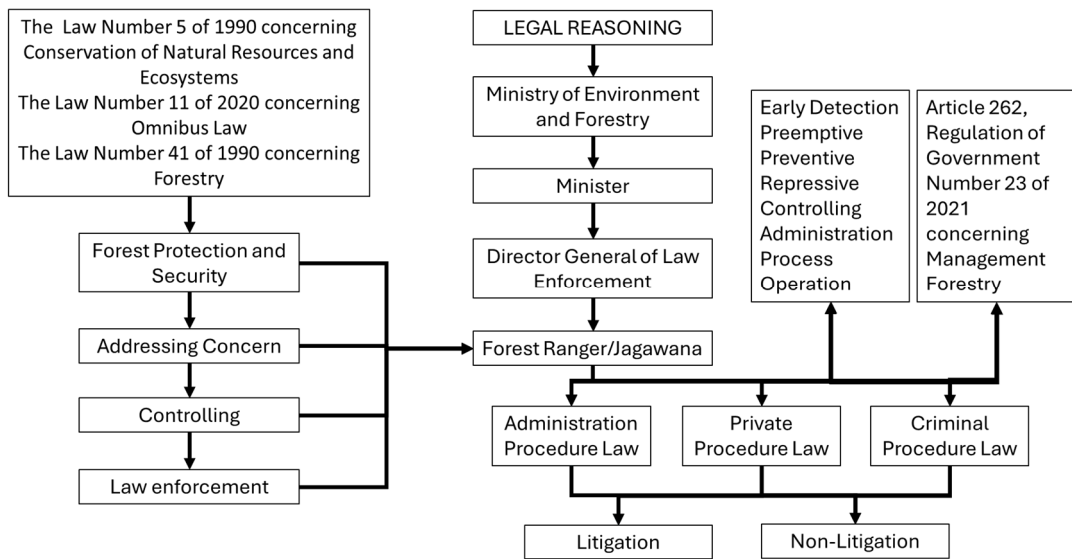 The Law Number 5 of 1990 concerning
Conservation of Natural Resources and
Ecosystems
The Law Number 11 of 2020 concerning
Omnibus Law
The Law Number 41 of 1990 concerning
Forestry
Forest Protection and
Security
Addressing Concern
Controlling
Law enforcement
LEGAL REASONING
Ministry of Environment
and Forestry
Minister
Director General of Law
Enforcement
Forest Ranger/Jagawana
Early Detection
Preemptive
Preventive
Repressive
Controlling
Administration
Process
Operation
Article 262,
Regulation of
Government
Number 23 of
2021
concerning
Management
Forestry
Administration
Procedure Law
Private
Procedure Law
Criminal
Procedure Law
Litigation
Non-Litigation